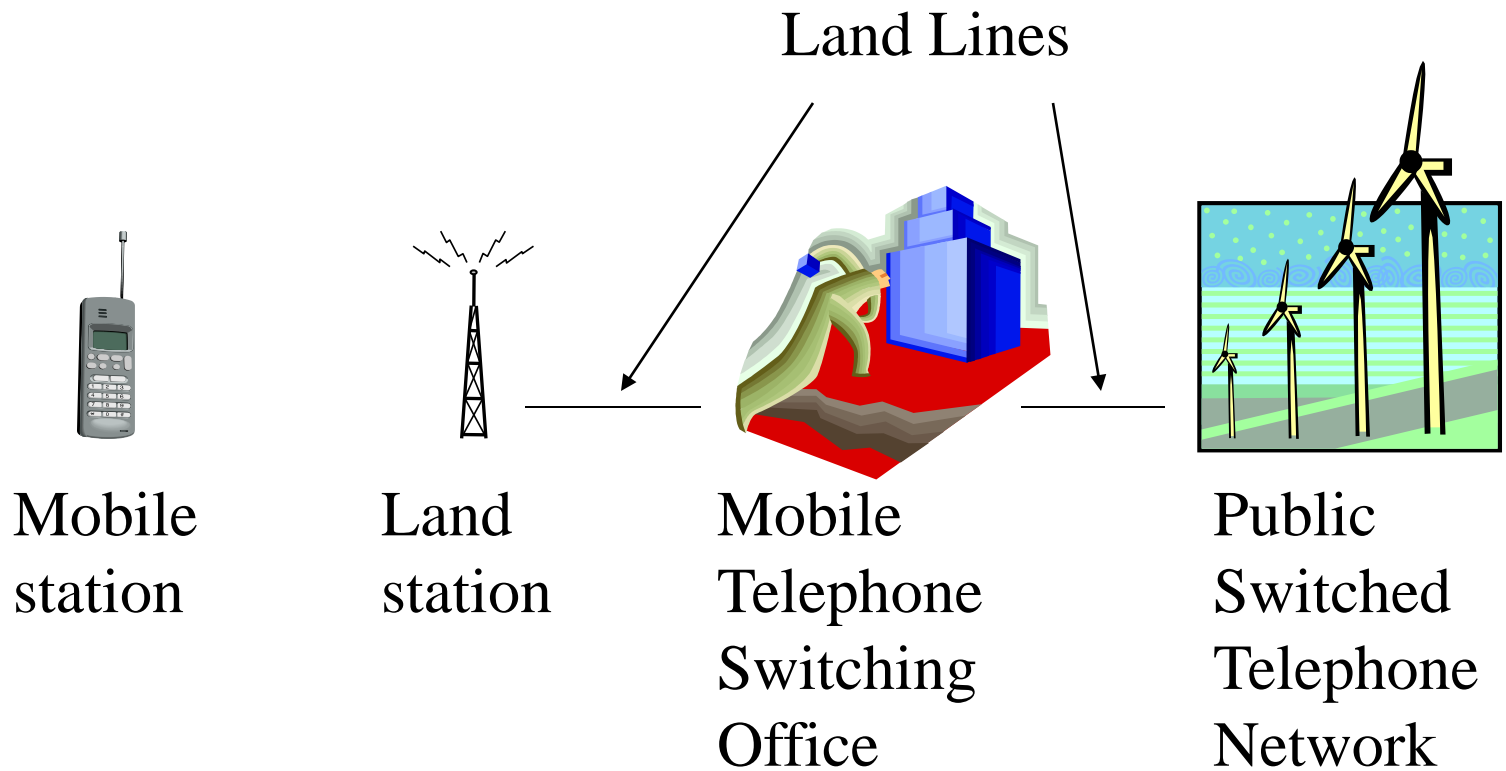 Land Lines
Mobile
station
Land
station
Mobile
Telephone
Switching
Office
Public
Switched
Telephone
Network